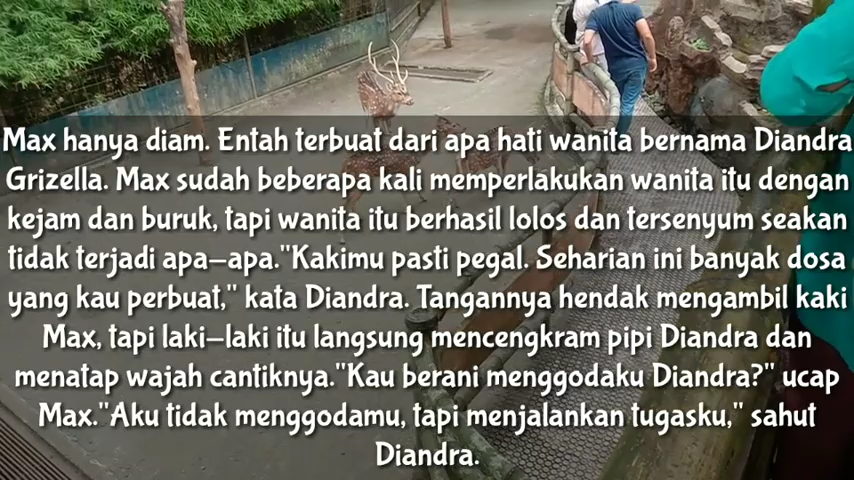 Max hanya diam. Entah terbuat dari apa hati wanita bernama Diandra
Grizella. Max sudah beberapa kali memperlakukan wanita itu dengan
kejam dan buruk, tapi wanita itu berhasil lolos dan tersenyum seakan
tidak terjadi apa-apa."Kakimu pasti pegal. Seharian ini banyak dosa
yang kau perbuat," kata Diandra. Tangannya hendak mengambil kaki
Max, tapi laki-laki itu langsung mencengkram pipi Diandra dan
menatap wajah cantiknya."Kau berani menggodaku Diandra?" ucap
Max."Aku tidak menggodamu, tapi menjalankan tugasku," sahut
Diandra.